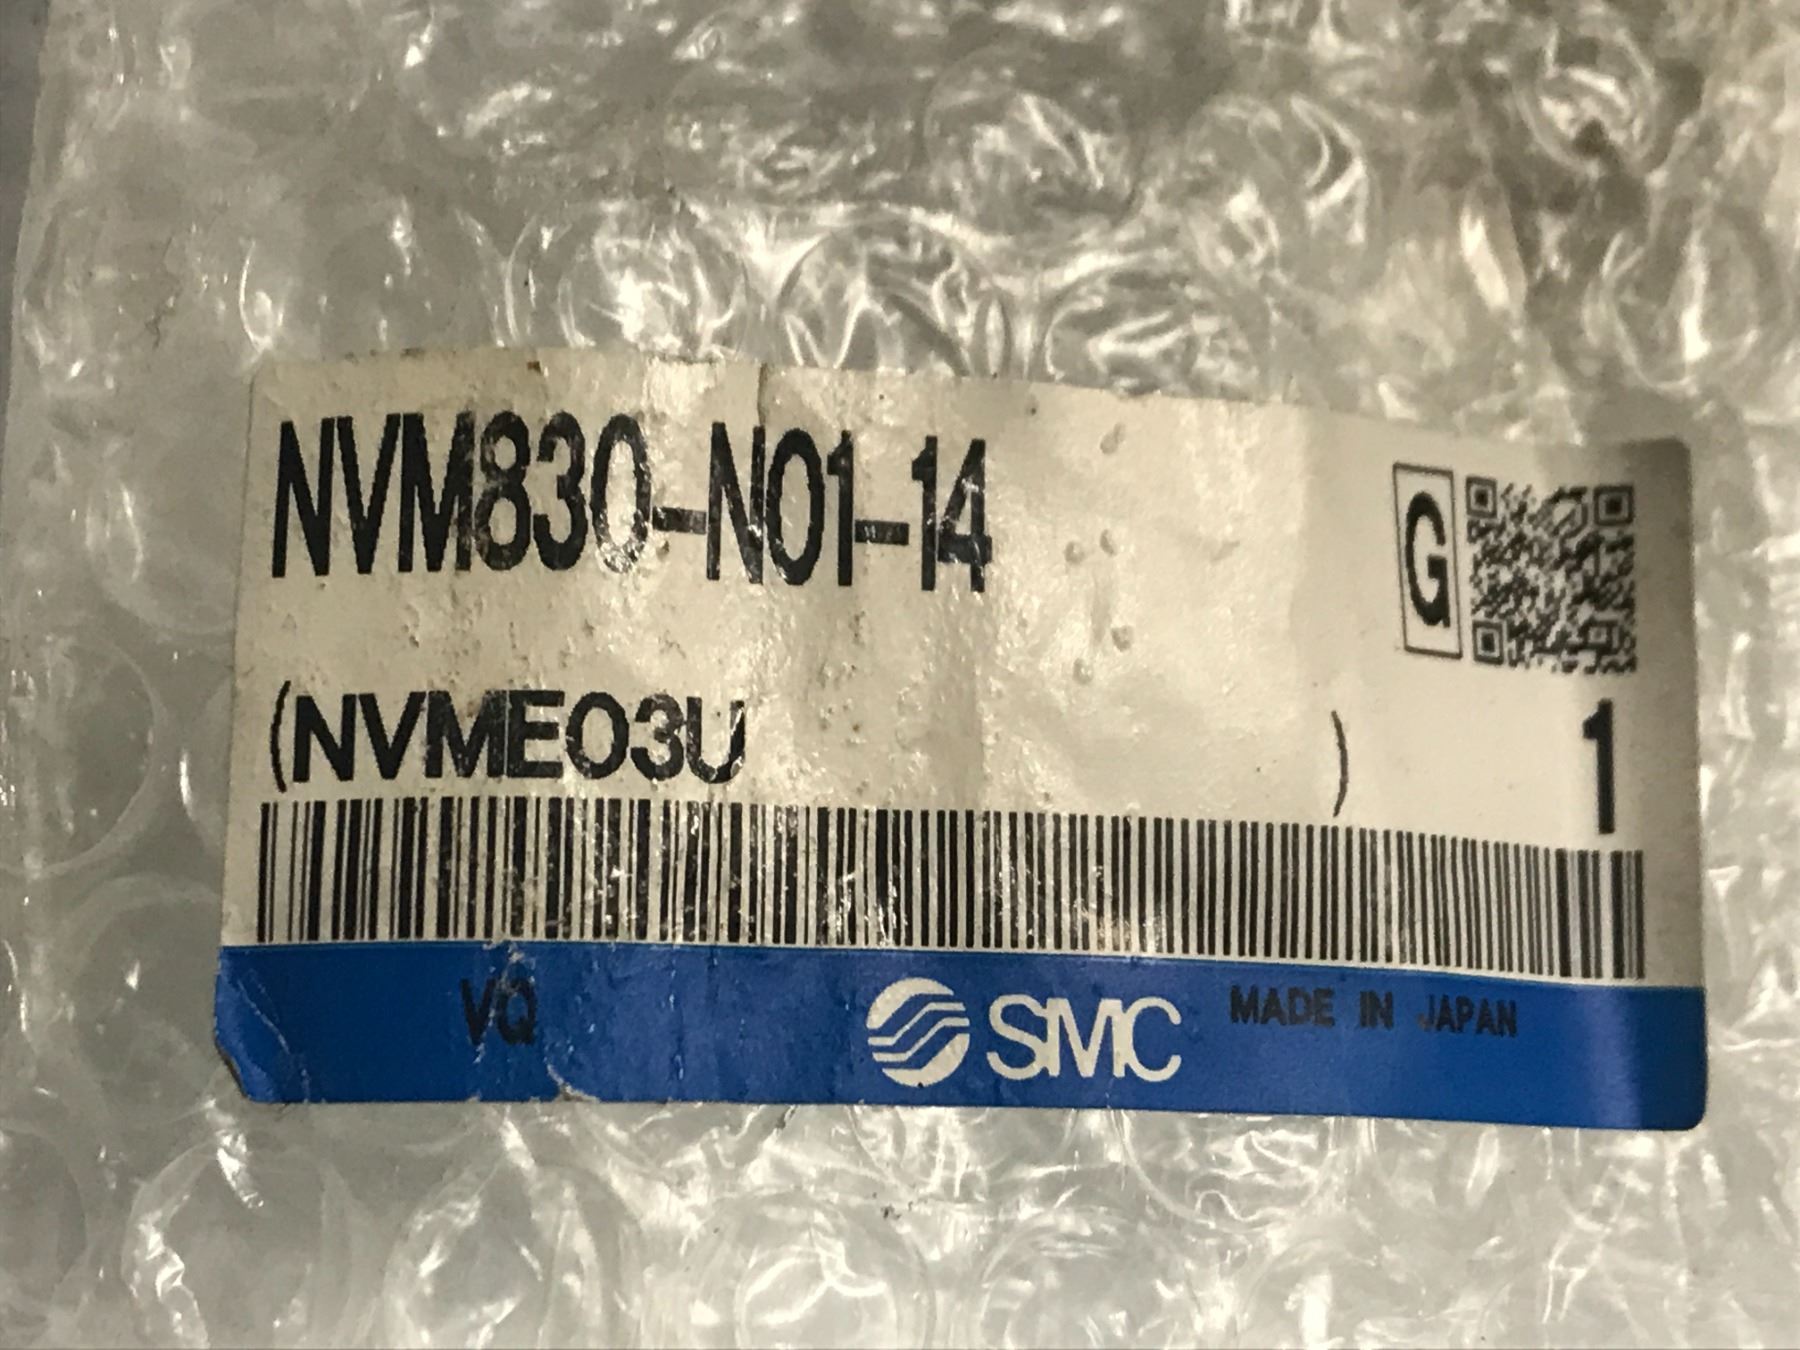 NVM830-N01-14
G
(NVME03U )
1
VQ
SMC
MADE IN JAPAN